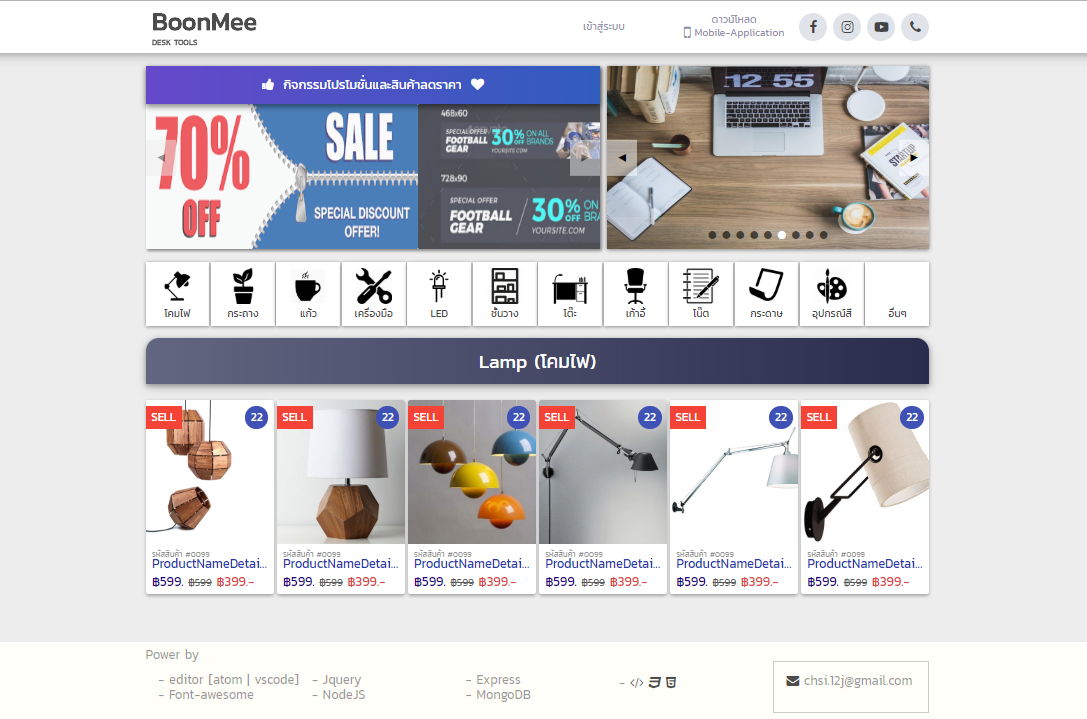 BoonMee
DESK TOOLS
เข้าสู่ระบบ
ดาวน์โหลด
Mobile-Application
กิจกรรมโปรโมชั่นและสินค้าลดราคา
70%
OFF
SALE
SPECIAL DISCOUNT
OFFER!
468x60
SPECIAL OFFER
FOOTBALL
GEAR
30% OFF ON ALL BRANDS
YOURSITE.COM
728x90
SPECIAL OFFER
FOOTBALL
GEAR
30% ON
OFF BRA
YOURSITE.COM
12 55
STARTUP
โคมไฟ
กระถาง
แก้ว
เครื่องมือ
LED
ชั้นวาง
โต๊ะ
เก้าอี้
โน๊ต
กระดาษ
อุปกรณ์สี
อื่นๆ
Lamp (โคมไฟ)
SELL 22
SELL 22
SELL 22
SELL 22
SELL 22
SELL 22
รหัสสินค้า #0099
ProductNameDetai...
฿599. ฿599 ฿399.-
รหัสสินค้า #0099
ProductNameDetai...
฿599. ฿599 ฿399.-
รหัสสินค้า #0099
ProductNameDetai...
฿599. ฿599 ฿399.-
รหัสสินค้า #0099
ProductNameDetai...
฿599. ฿599 ฿399.-
รหัสสินค้า #0099
ProductNameDetai...
฿599. ฿599 ฿399.-
รหัสสินค้า #0099
ProductNameDetai...
฿599. ฿599 ฿399.-
Power by
- editor [atom | vscode]
- Font-awesome
- Jquery
- NodeJS
- Express
- MongoDB
- </>
chsi.12j@gmail.com